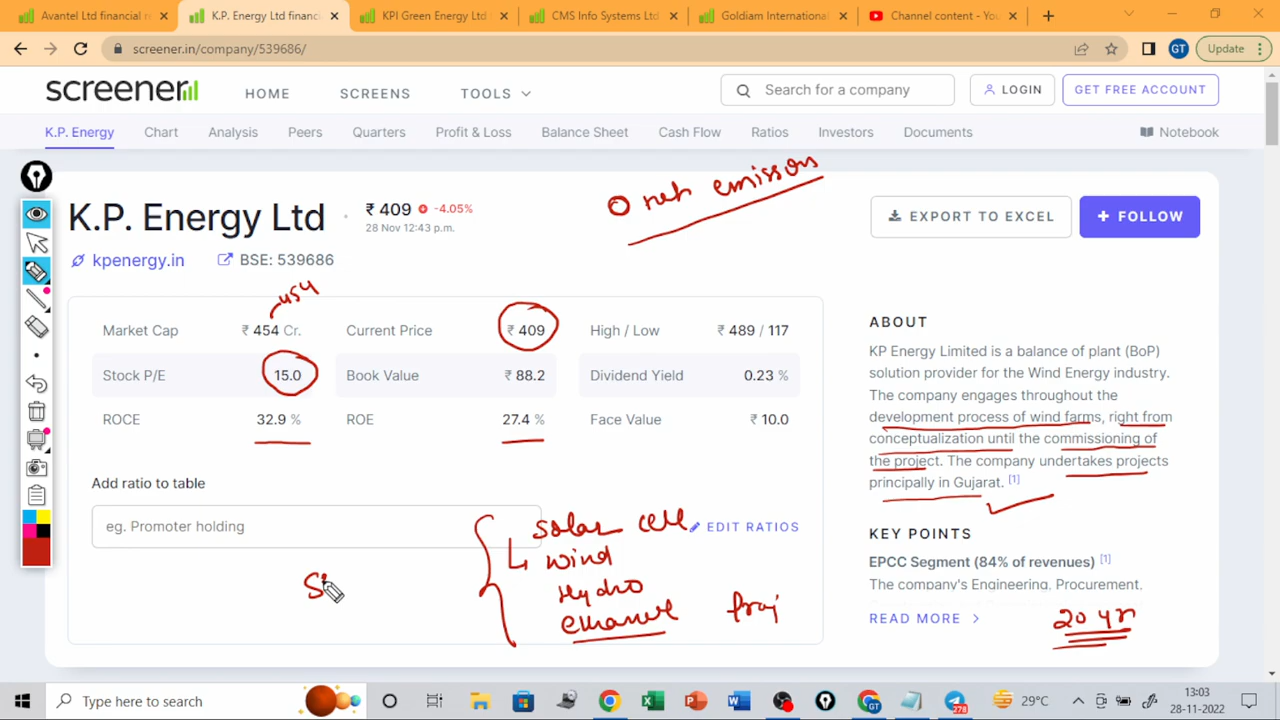 Avantel Ltd financial re
K.P. Energy Ltd financ
KPI Green Energy Ltd
CMS Info Systems Ltd
Goldiam International
Channel content - You
screener.in/company/539686/
GT
Update
screener
HOME
SCREENS
TOOLS
Search for a company
LOGIN
GET FREE ACCOUNT
K.P. Energy
Chart
Analysis
Peers
Quarters
Profit & Loss
Balance Sheet
Cash Flow
Ratios
Investors
Documents
Notebook
0 net emissons
K.P. Energy Ltd
₹ 409 -4.05%
28 Nov 12:43 p.m.
EXPORT TO EXCEL
+ FOLLOW
kpenergy.in
BSE: 539686
454
Market Cap ₹ 454 Cr.
Current Price ₹ 409
High / Low ₹ 489 / 117
Stock P/E 15.0
Book Value ₹ 88.2
Dividend Yield 0.23 %
ROCE 32.9 %
ROE 27.4 %
Face Value ₹ 10.0
ABOUT
KP Energy Limited is a balance of plant (BoP)
solution provider for the Wind Energy industry.
The company engages throughout the
development process of wind farms, right from
conceptualization until the commissioning of
the project. The company undertakes projects
principally in Gujarat. [1]
Add ratio to table
eg. Promoter holding
EDIT RATIOS
solar cell
wind
Hydro
ethanol
KEY POINTS
EPCC Segment (84% of revenues) [1]
The company's Engineering, Procurement,
READ MORE
20 yr
Type here to search
278
29°C
13:03
28-11-2022